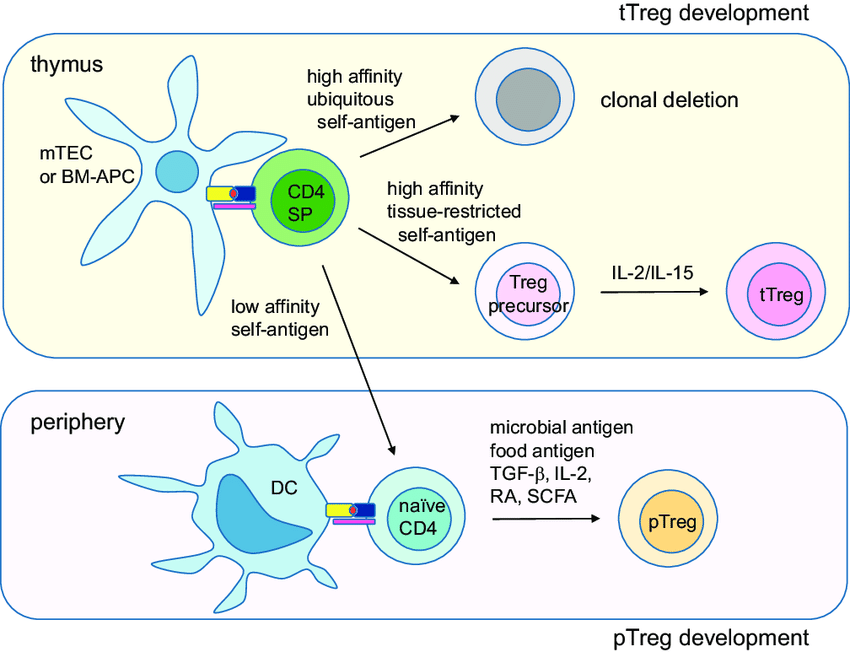 tTreg development
thymus
mTEC
or BM-APC
CD4
SP
high affinity
ubiquitous
self-antigen
clonal deletion
high affinity
tissue-restricted
self-antigen
Treg
precursor
IL-2/IL-15
tTreg
low affinity
self-antigen
periphery
DC
naïve
CD4
microbial antigen
food antigen
TGF-β, IL-2,
RA, SCFA
pTreg
pTreg development